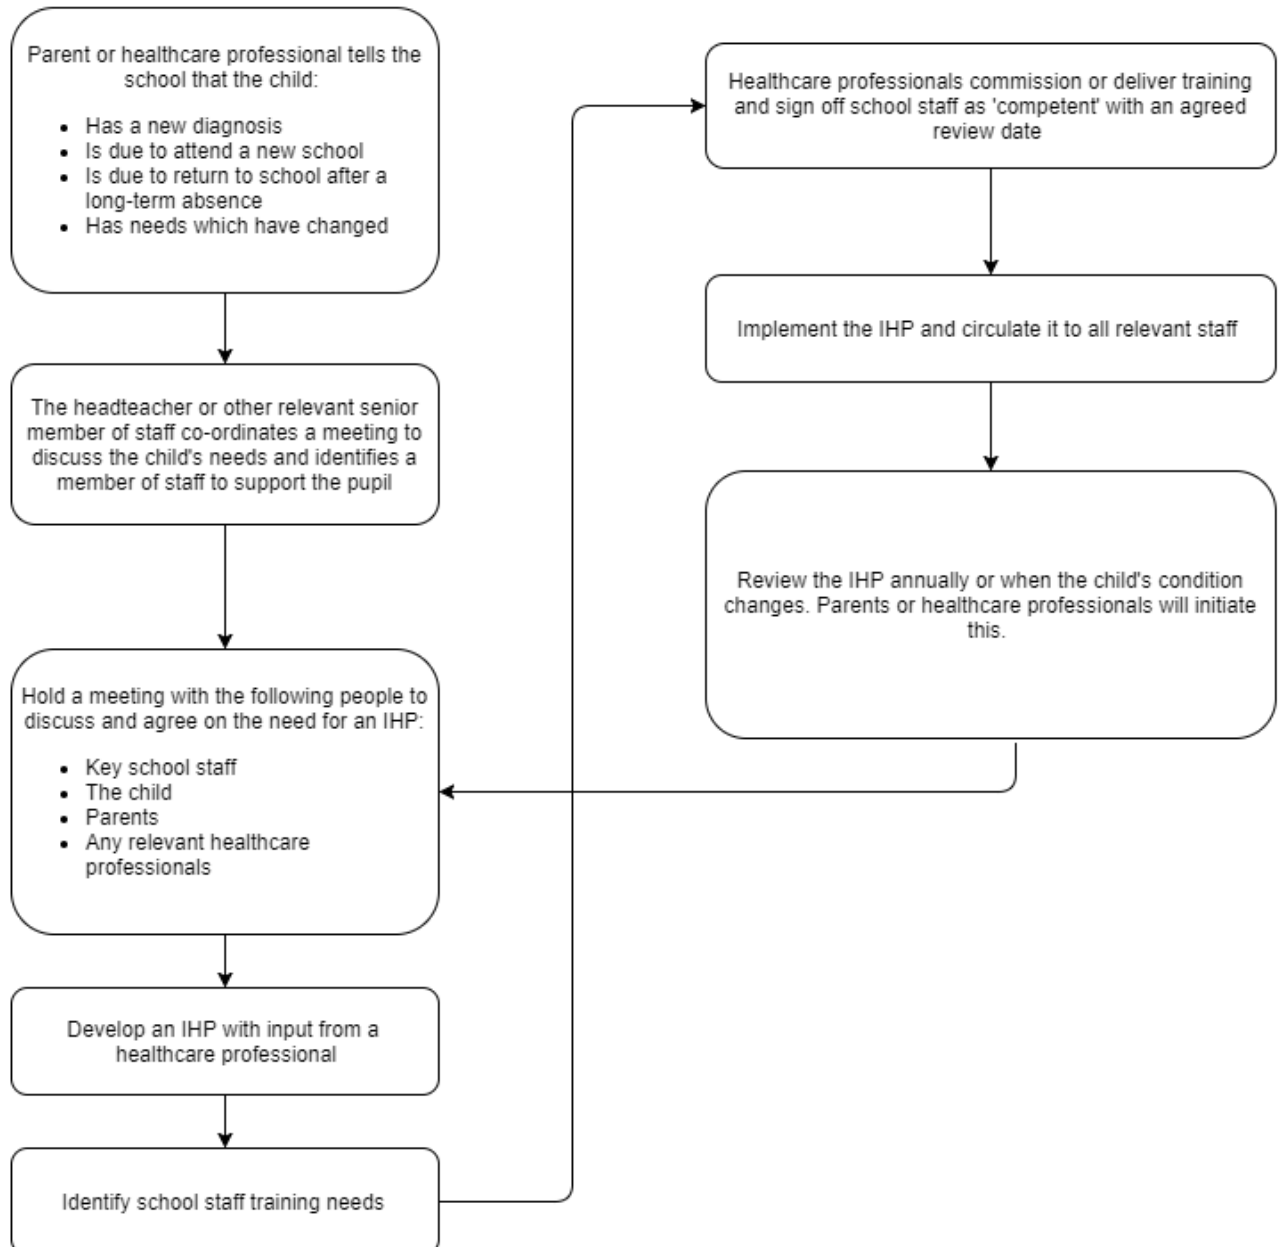 Parent or healthcare professional tells the
school that the child:
• Has a new diagnosis
• Is due to attend a new school
• Is due to return to school after a
long-term absence
• Has needs which have changed
The headteacher or other relevant senior
member of staff co-ordinates a meeting to
discuss the child's needs and identifies a
member of staff to support the pupil
Hold a meeting with the following people to
discuss and agree on the need for an IHP:
• Key school staff
• The child
• Parents
• Any relevant healthcare
professionals
Develop an IHP with input from a
healthcare professional
Identify school staff training needs
Healthcare professionals commission or deliver training
and sign off school staff as 'competent' with an agreed
review date
Implement the IHP and circulate it to all relevant staff
Review the IHP annually or when the child's condition
changes. Parents or healthcare professionals will initiate
this.